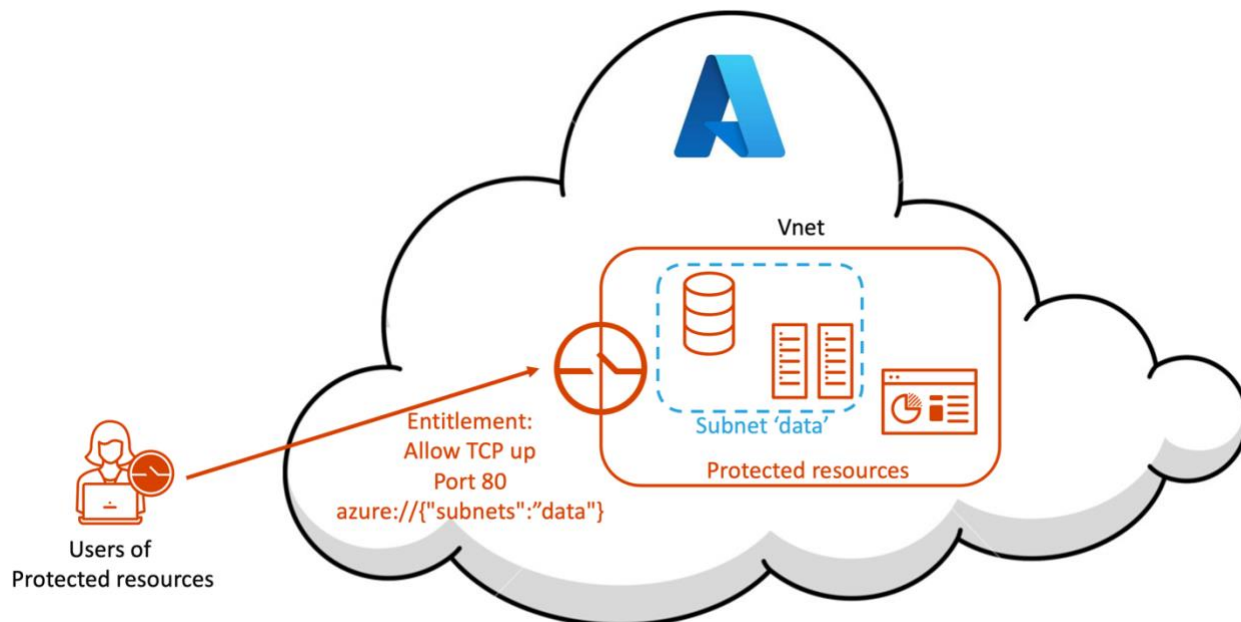 Vnet
Subnet 'data'
Protected resources
Entitlement:
Allow TCP up
Port 80
azure://{"subnets":”data"}
Users of
Protected resources